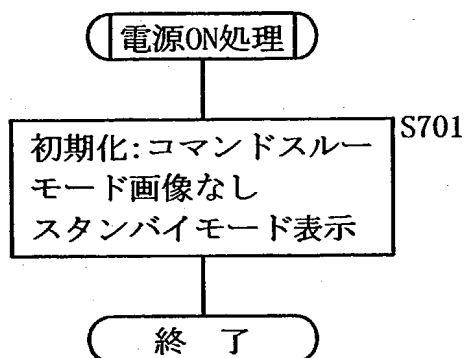 電源ON処理
S701
初期化:コマンドスルー
モード画像なし
スタンバイモード表示
終 了